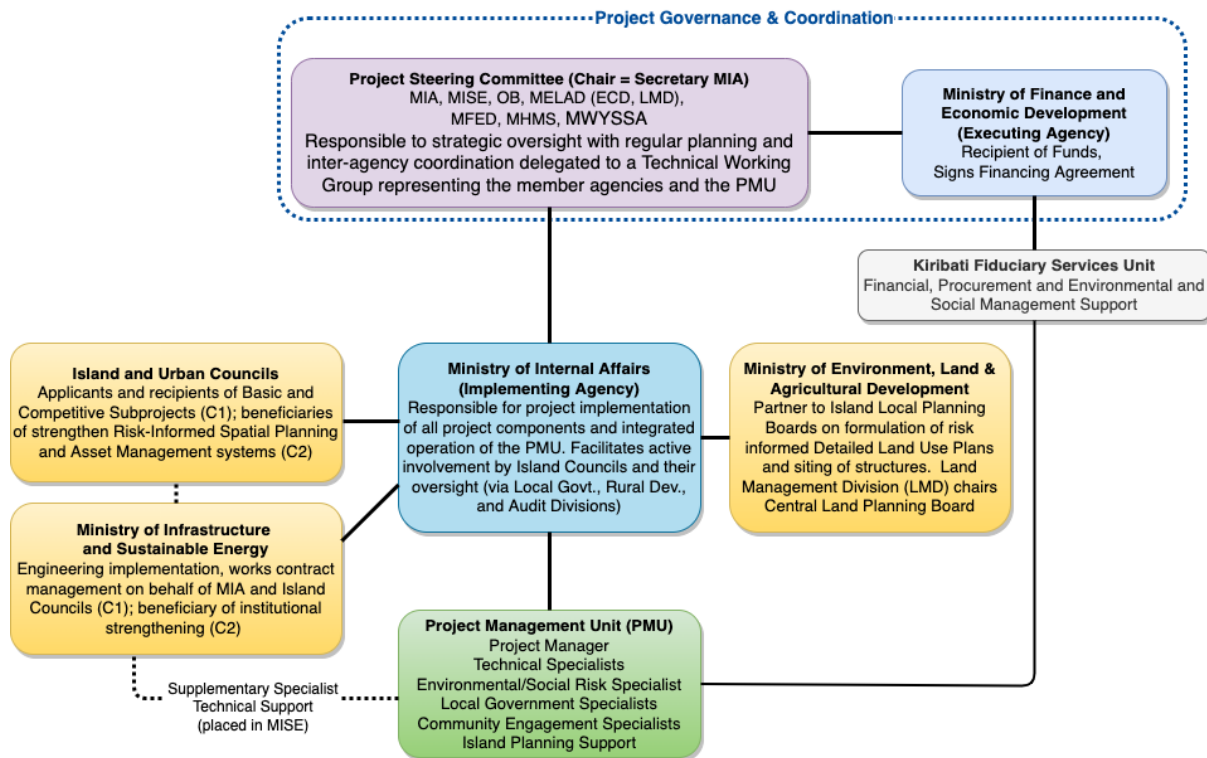 Project Governance & Coordination
Project Steering Committee (Chair = Secretary MIA)
MIA, MISE, OB, MELAD (ECD, LMD),
MFED, MHMS, MWYSSA
Responsible to strategic oversight with regular planning and
inter-agency coordination delegated to a Technical Working
Group representing the member agencies and the PMU
Ministry of Finance and
Economic Development
(Executing Agency)
Recipient of Funds,
Signs Financing Agreement
Kiribati Fiduciary Services Unit
Financial, Procurement and Environmental and
Social Management Support
Island and Urban Councils
Applicants and recipients of Basic and
Competitive Subprojects (C1); beneficiaries
of strengthen Risk-Informed Spatial Planning
and Asset Management systems (C2)
Ministry of Internal Affairs
(Implementing Agency)
Responsible for project implementation
of all project components and integrated
operation of the PMU. Facilitates active
involvement by Island Councils and their
oversight (via Local Govt., Rural Dev.,
and Audit Divisions)
Ministry of Environment, Land &
Agricultural Development
Partner to Island Local Planning
Boards on formulation of risk
informed Detailed Land Use Plans
and siting of structures. Land
Management Division (LMD) chairs
Central Land Planning Board
Ministry of Infrastructure
and Sustainable Energy
Engineering implementation, works contract
management on behalf of MIA and Island
Councils (C1); beneficiary of institutional
strengthening (C2)
Project Management Unit (PMU)
Project Manager
Technical Specialists
Environmental/Social Risk Specialist
Local Government Specialists
Community Engagement Specialists
Island Planning Support
Supplementary Specialist
Technical Support
(placed in MISE)